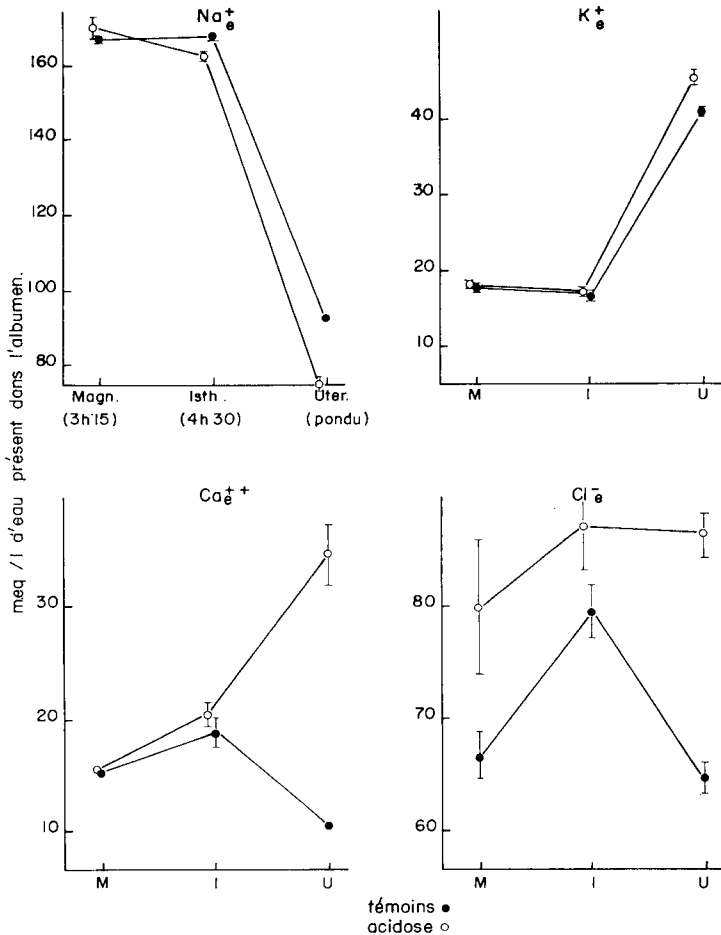 Na⁺ₑ
K⁺ₑ
160
140
120
100
80
40
30
20
10
Magn. Isth. Uter.
(3h15) (4h30) (pondu)
M I U
meq / l d'eau présent dans l'albumen.
Ca⁺⁺ₑ
Cl⁻ₑ
30
20
10
80
70
60
M I U
M I U
témoins ●
acidose ○